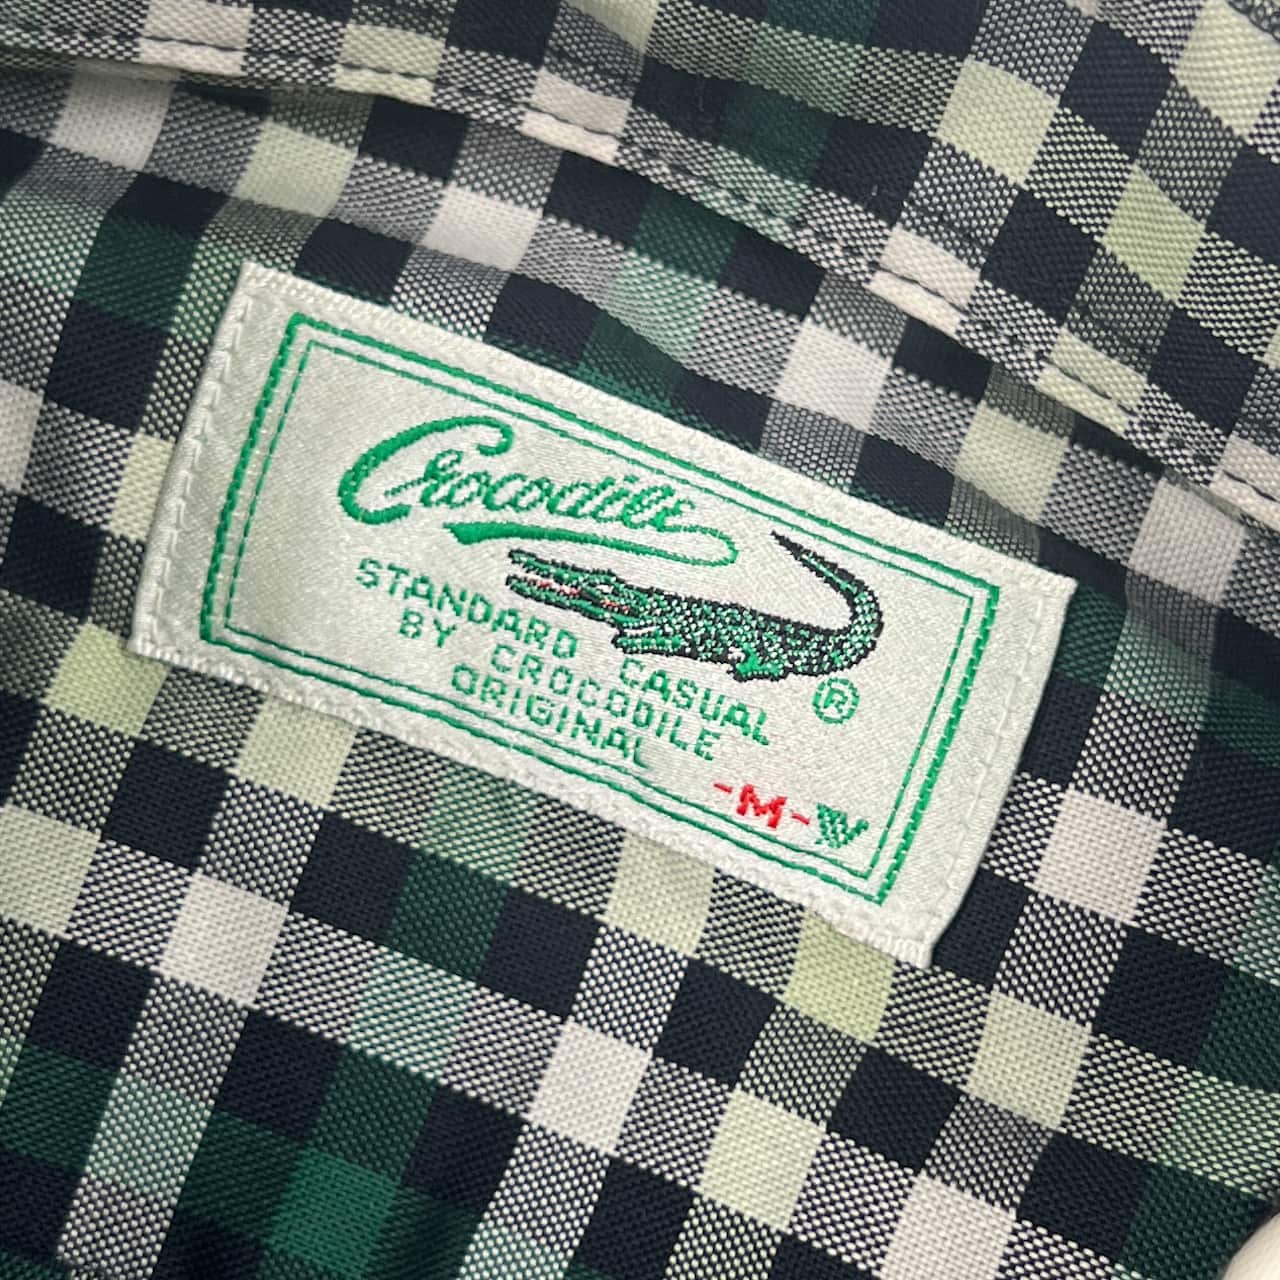 Crocodile
STANDARD CASUAL
BY CROCODILE
ORIGINAL
®
-M-